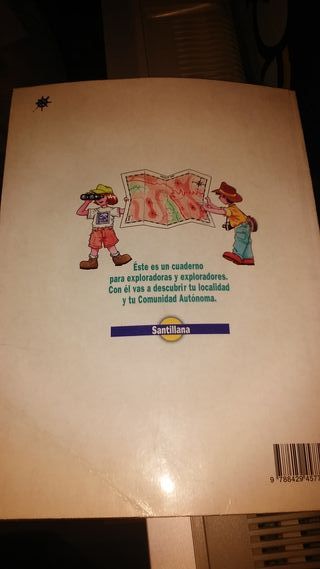 Éste es un cuaderno
para exploradoras y exploradores.
Con él vas a descubrir tu localidad
y tu Comunidad Autónoma.
Santillana